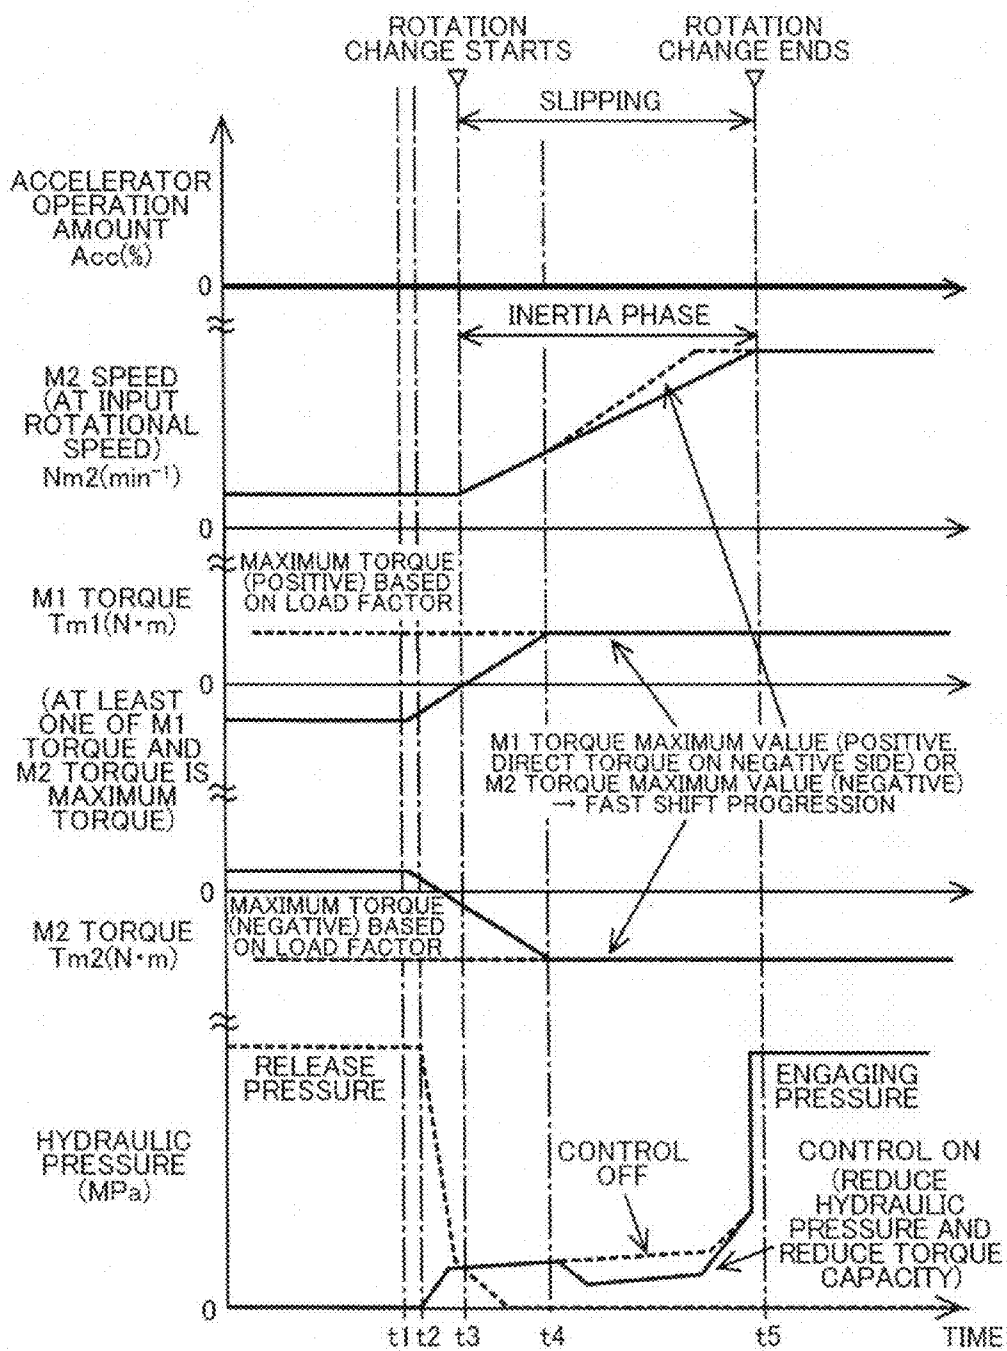 ROTATION
CHANGE STARTS
ROTATION
CHANGE ENDS
SLIPPING
ACCELERATOR
OPERATION
AMOUNT
Acc(%)
0
INERTIA PHASE
M2 SPEED
(AT INPUT
ROTATIONAL
SPEED)
Nm2(min⁻¹)
0
MAXIMUM TORQUE
(POSITIVE) BASED
ON LOAD FACTOR
M1 TORQUE
Tm1(N・m)
0
(AT LEAST
ONE OF M1
TORQUE AND
M2 TORQUE IS
MAXIMUM
TORQUE)
M1 TORQUE MAXIMUM VALUE (POSITIVE,
DIRECT TORQUE ON NEGATIVE SIDE) OR
M2 TORQUE MAXIMUM VALUE (NEGATIVE)
→ FAST SHIFT PROGRESSION
0
MAXIMUM TORQUE
(NEGATIVE) BASED
ON LOAD FACTOR
M2 TORQUE
Tm2(N・m)
RELEASE
PRESSURE
ENGAGING
PRESSURE
HYDRAULIC
PRESSURE
(MPa)
CONTROL
OFF
CONTROL ON
(REDUCE
HYDRAULIC
PRESSURE AND
REDUCE TORQUE
CAPACITY)
0
t1 t2 t3 t4 t5 TIME